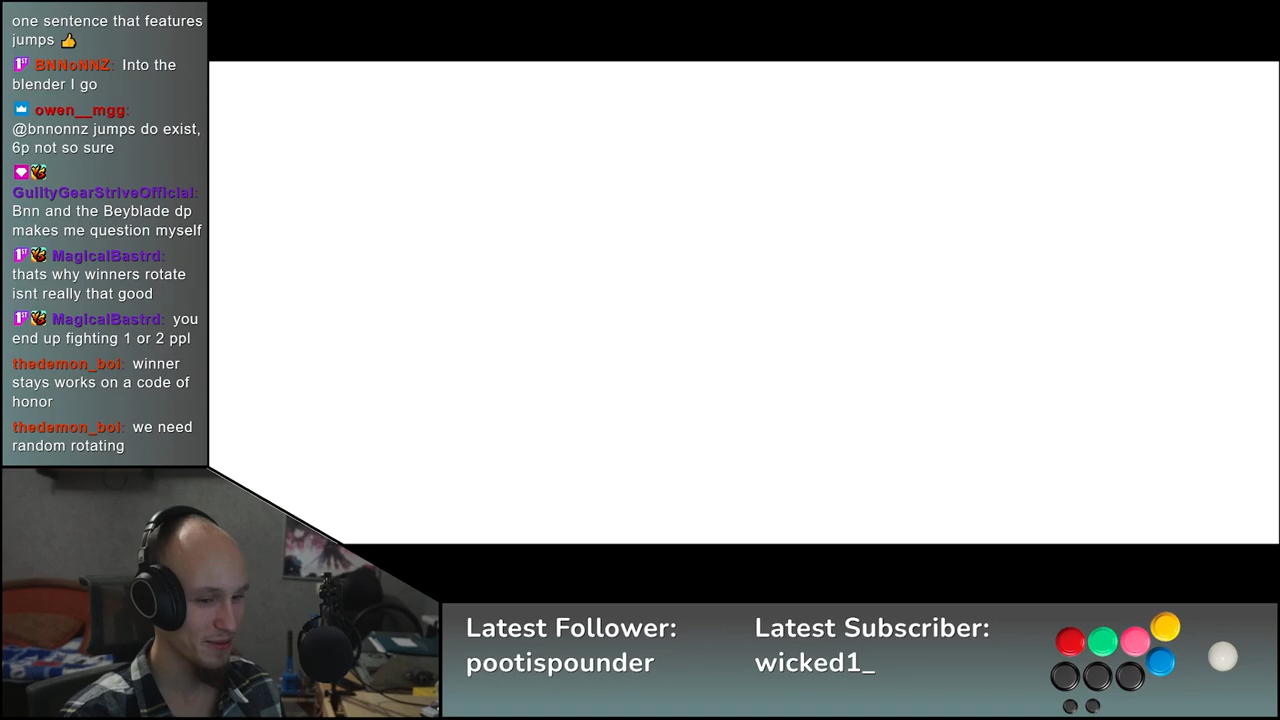 one sentence that features
jumps 👍
BNNoNNZ: Into the
blender I go
owen__mgg:
@bnnonnz jumps do exist,
6p not so sure
GuiltyGearStriveOfficial:
Bnn and the Beyblade dp
makes me question myself
MagicalBastrd:
thats why winners rotate
isnt really that good
MagicalBastrd: you
end up fighting 1 or 2 ppl
thedemon_boi: winner
stays works on a code of
honor
thedemon_boi: we need
random rotating
Latest Follower:
pootispounder
Latest Subscriber:
wicked1_